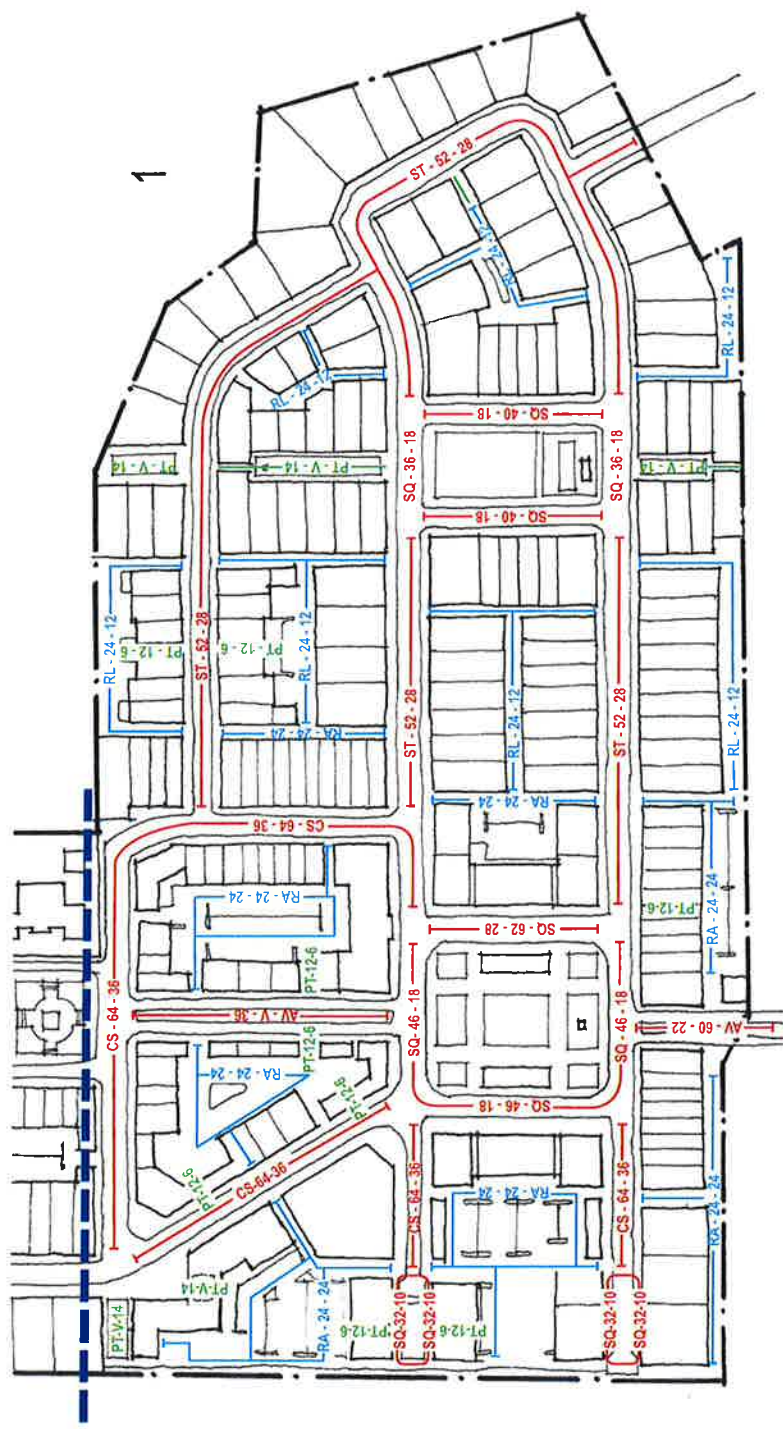 1
ST - 52 - 28
RL - 24 - 12
RL - 24 - 12
RL - 24 - 12
PT - V - 14
PT - V - 14
PT - V - 14
SQ - 40 - 18
SQ - 36 - 18
SQ - 36 - 18
SQ - 40 - 18
RL - 24 - 12
PT - 12 - 6
ST - 52 - 28
PT - 12 - 6
RL - 24 - 12
RA - 24 - 24
ST - 52 - 28
RL - 24 - 12
ST - 52 - 28
RL - 24 - 12
RA - 24 - 24
CS - 64 - 36
RA - 24 - 24
PT-12-6
RA - 24 - 24
SQ - 62 - 28
PT-12-6
CS - 64 - 36
AV - V - 36
SQ - 46 - 18
SQ - 46 - 18
AV - 60 - 22
PT-12-6
RA - 24 - 24
PT-12-6
SQ - 46 - 18
PT-12-6
CS-64-36
CS - 64 - 36
RA - 24 - 24
CS - 64 - 36
RA - 24 - 24
PT-V-14
PT-V-14
RA - 24 - 24
PT-12-6
SQ-32-10
SQ-32-10
PT-12-6
SQ-32-10
SQ-32-10